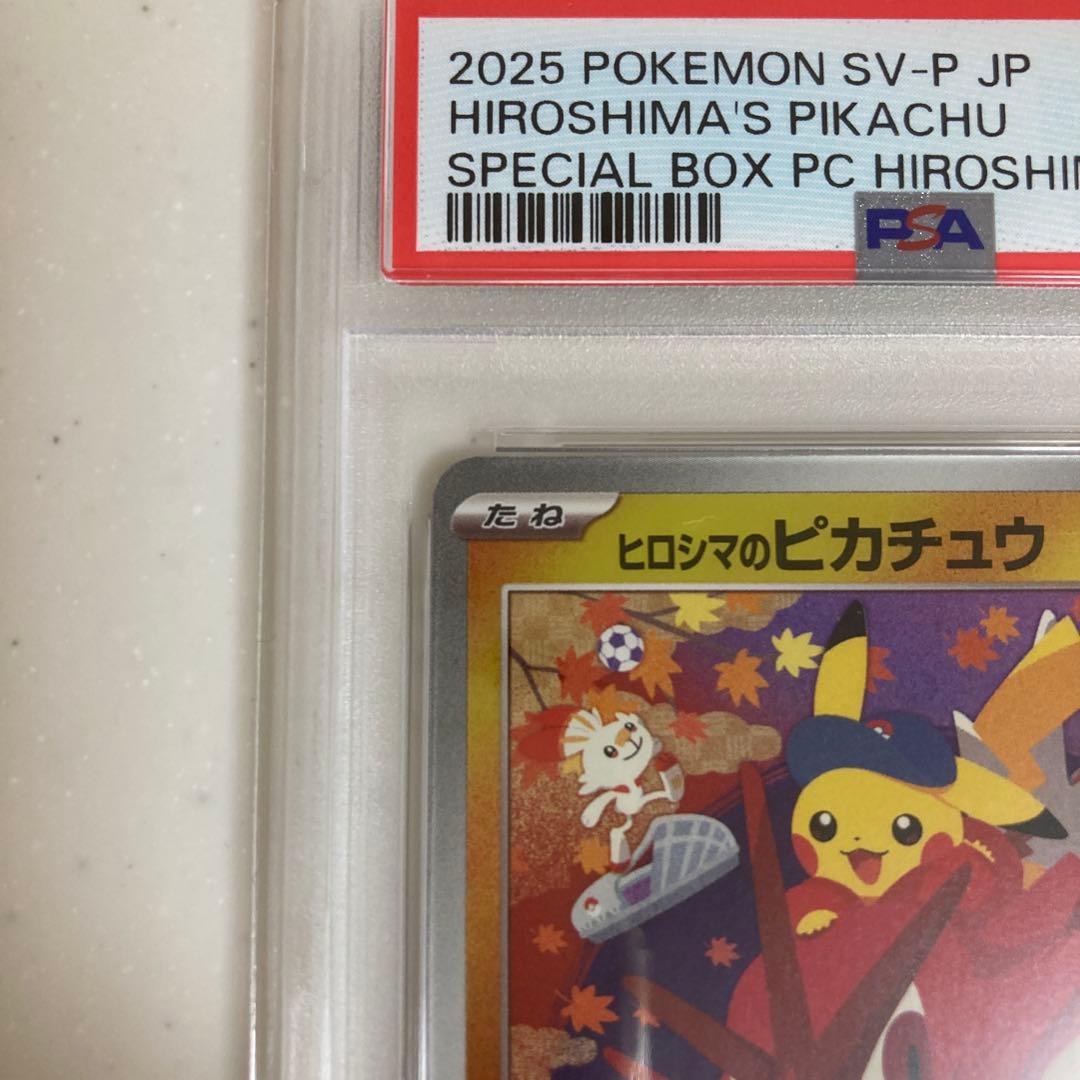 2025 POKEMON SV-P JP
HIROSHIMA'S PIKACHU
SPECIAL BOX PC HIROSHIM
PSA
たね
ヒロシマのピカチュウ